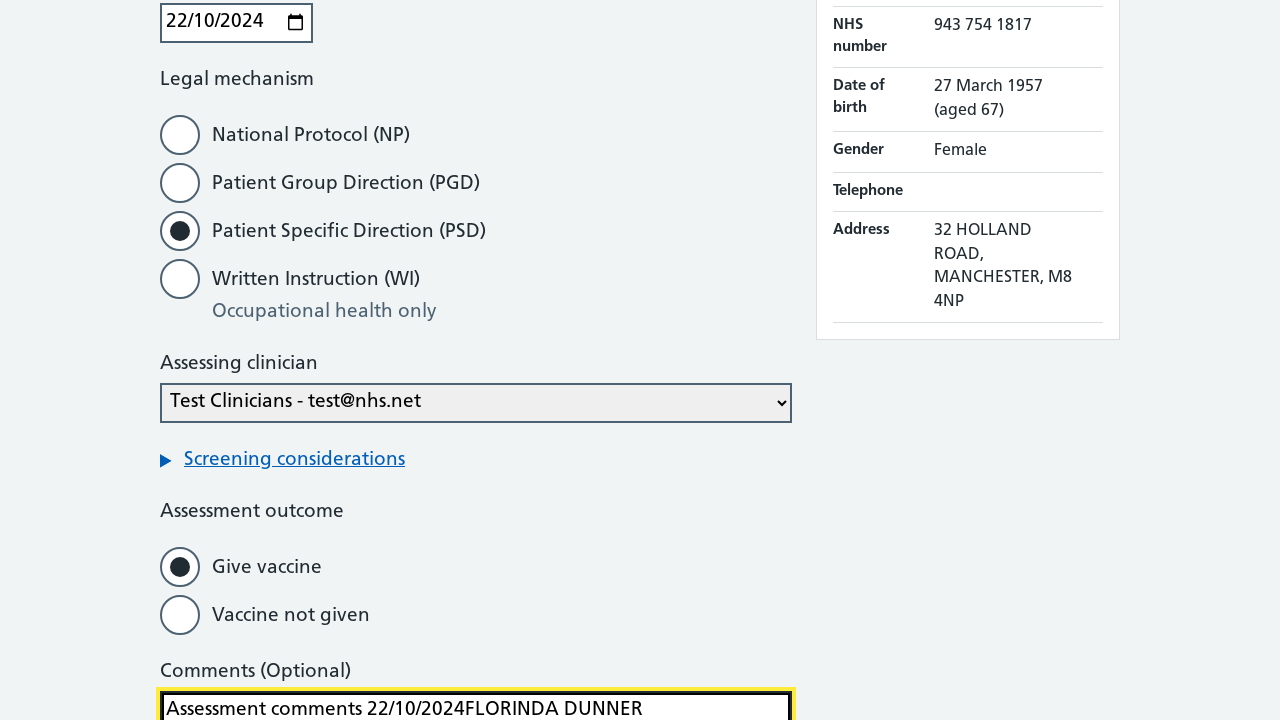 22/10/2024
Legal mechanism
National Protocol (NP)
Patient Group Direction (PGD)
Patient Specific Direction (PSD)
Written Instruction (WI)
Occupational health only
Assessing clinician
Test Clinicians - test@nhs.net
Screening considerations
Assessment outcome
Give vaccine
Vaccine not given
Comments (Optional)
Assessment comments 22/10/2024FLORINDA DUNNER
NHS number
943 754 1817
Date of birth
27 March 1957
(aged 67)
Gender
Female
Telephone
Address
32 HOLLAND
ROAD,
MANCHESTER, M8
4NP